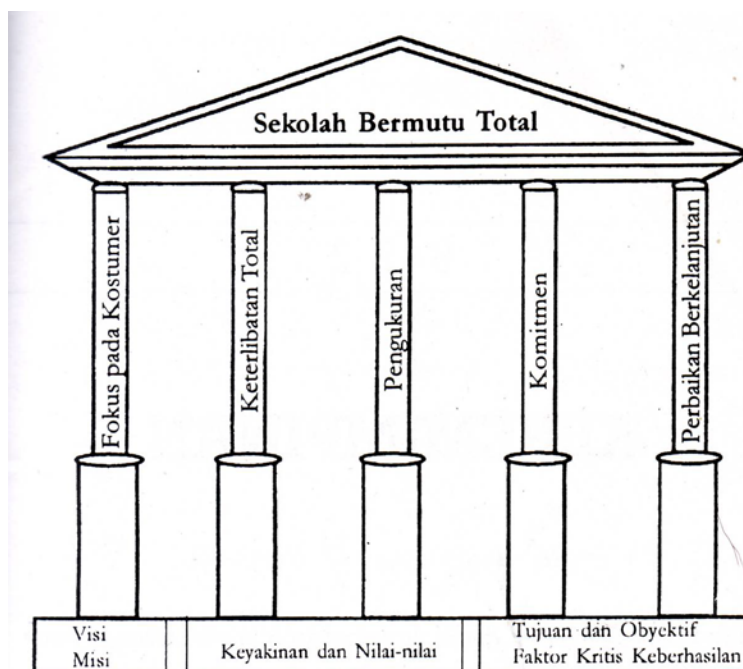 Sekolah Bermutu Total
Fokus pada Kostumer
Keterlibatan Total
Pengukuran
Komitmen
Perbaikan Berkelanjutan
Visi
Misi
Keyakinan dan Nilai-nilai
Tujuan dan Obyektif
Faktor Kritis Keberhasilan